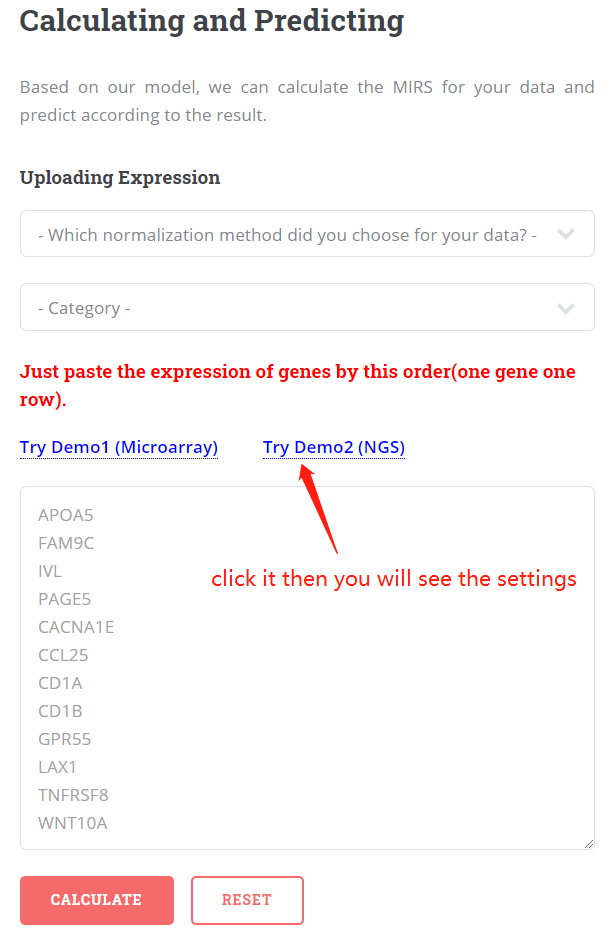 Calculating and Predicting
Based on our model, we can calculate the MIRS for your data and
predict according to the result.
Uploading Expression
- Which normalization method did you choose for your data? -
- Category -
Just paste the expression of genes by this order(one gene one
row).
Try Demo1 (Microarray) Try Demo2 (NGS)
click it then you will see the settings
APOA5
FAM9C
IVL
PAGE5
CACNA1E
CCL25
CD1A
CD1B
GPR55
LAX1
TNFRSF8
WNT10A
CALCULATE RESET